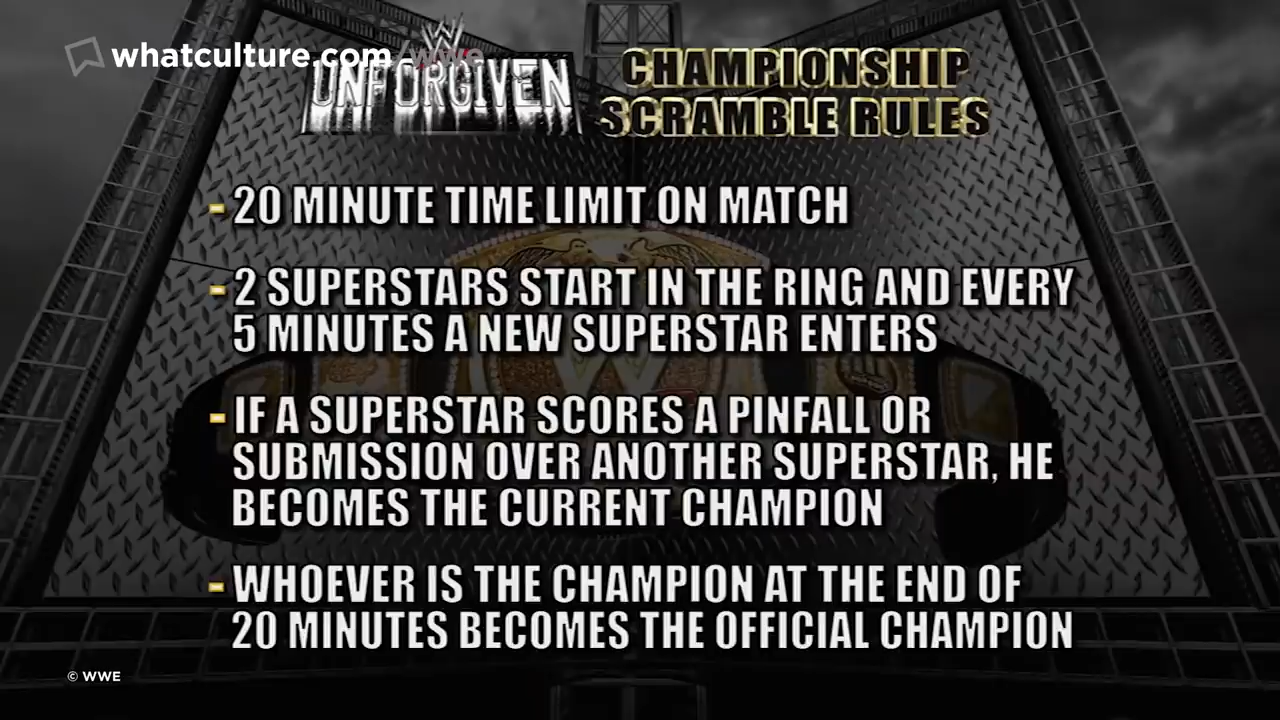 whatculture.com/wwe
W
UNFORGIVEN
CHAMPIONSHIP
SCRAMBLE RULES
- 20 MINUTE TIME LIMIT ON MATCH
- 2 SUPERSTARS START IN THE RING AND EVERY
5 MINUTES A NEW SUPERSTAR ENTERS
- IF A SUPERSTAR SCORES A PINFALL OR
SUBMISSION OVER ANOTHER SUPERSTAR, HE
BECOMES THE CURRENT CHAMPION
- WHOEVER IS THE CHAMPION AT THE END OF
20 MINUTES BECOMES THE OFFICIAL CHAMPION
© WWE